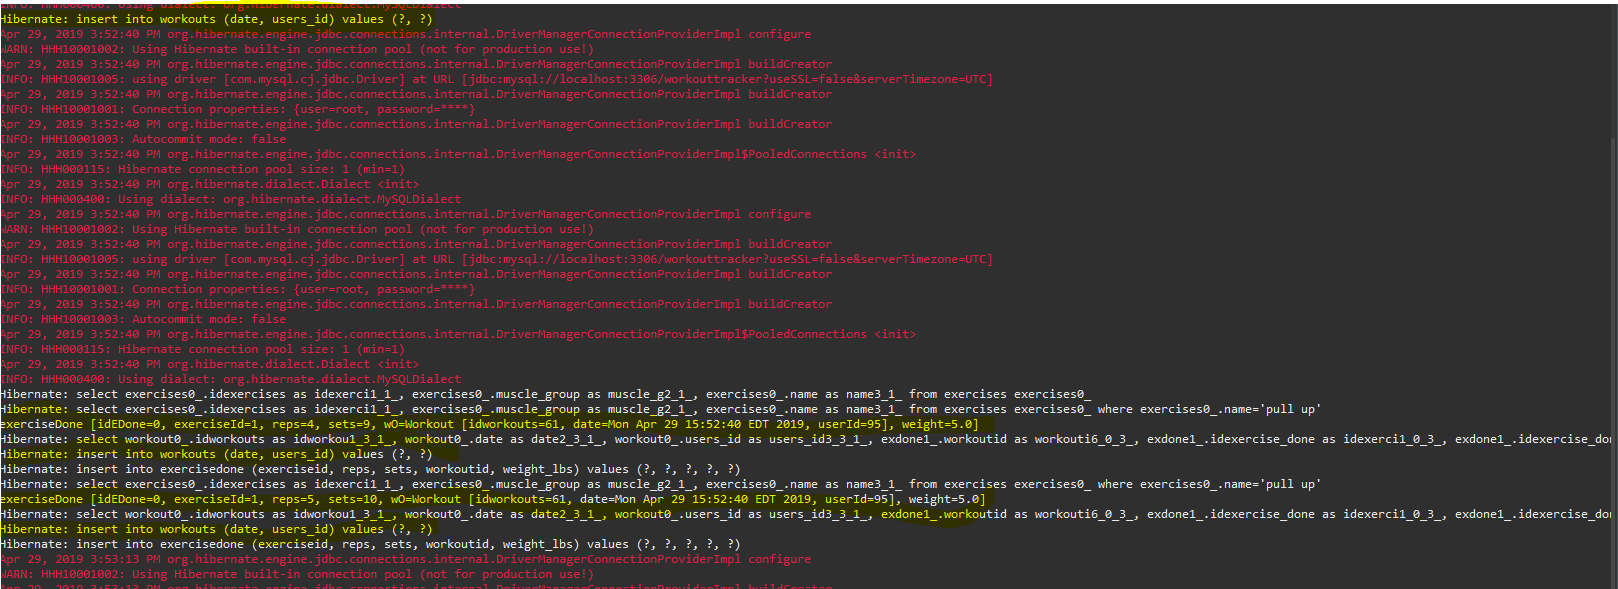 INFO: HHH000400: Using dialect: org.hibernate.dialect.MySQLDialect
Hibernate: insert into workouts (date, users_id) values (?, ?)
Apr 29, 2019 3:52:40 PM org.hibernate.engine.jdbc.connections.internal.DriverManagerConnectionProviderImpl configure
WARN: HHH10001002: Using Hibernate built-in connection pool (not for production use!)
Apr 29, 2019 3:52:40 PM org.hibernate.engine.jdbc.connections.internal.DriverManagerConnectionProviderImpl buildCreator
INFO: HHH10001005: using driver [com.mysql.cj.jdbc.Driver] at URL [jdbc:mysql://localhost:3306/workouttracker?useSSL=false&serverTimezone=UTC]
Apr 29, 2019 3:52:40 PM org.hibernate.engine.jdbc.connections.internal.DriverManagerConnectionProviderImpl buildCreator
INFO: HHH10001001: Connection properties: {user=root, password=****}
Apr 29, 2019 3:52:40 PM org.hibernate.engine.jdbc.connections.internal.DriverManagerConnectionProviderImpl buildCreator
INFO: HHH10001003: Autocommit mode: false
Apr 29, 2019 3:52:40 PM org.hibernate.engine.jdbc.connections.internal.DriverManagerConnectionProviderImpl$PooledConnections <init>
INFO: HHH000115: Hibernate connection pool size: 1 (min=1)
Apr 29, 2019 3:52:40 PM org.hibernate.dialect.Dialect <init>
INFO: HHH000400: Using dialect: org.hibernate.dialect.MySQLDialect
Apr 29, 2019 3:52:40 PM org.hibernate.engine.jdbc.connections.internal.DriverManagerConnectionProviderImpl configure
WARN: HHH10001002: Using Hibernate built-in connection pool (not for production use!)
Apr 29, 2019 3:52:40 PM org.hibernate.engine.jdbc.connections.internal.DriverManagerConnectionProviderImpl buildCreator
INFO: HHH10001005: using driver [com.mysql.cj.jdbc.Driver] at URL [jdbc:mysql://localhost:3306/workouttracker?useSSL=false&serverTimezone=UTC]
Apr 29, 2019 3:52:40 PM org.hibernate.engine.jdbc.connections.internal.DriverManagerConnectionProviderImpl buildCreator
INFO: HHH10001001: Connection properties: {user=root, password=****}
Apr 29, 2019 3:52:40 PM org.hibernate.engine.jdbc.connections.internal.DriverManagerConnectionProviderImpl buildCreator
INFO: HHH10001003: Autocommit mode: false
Apr 29, 2019 3:52:40 PM org.hibernate.engine.jdbc.connections.internal.DriverManagerConnectionProviderImpl$PooledConnections <init>
INFO: HHH000115: Hibernate connection pool size: 1 (min=1)
Apr 29, 2019 3:52:40 PM org.hibernate.dialect.Dialect <init>
INFO: HHH000400: Using dialect: org.hibernate.dialect.MySQLDialect
Hibernate: select exercises0_.idexercises as idexerci1_1_, exercises0_.muscle_group as muscle_g2_1_, exercises0_.name as name3_1_ from exercises exercises0_
Hibernate: select exercises0_.idexercises as idexerci1_1_, exercises0_.muscle_group as muscle_g2_1_, exercises0_.name as name3_1_ from exercises exercises0_ where exercises0_.name='pull up'
exerciseDone [idEDone=0, exerciseId=1, reps=4, sets=9, wO=Workout [idworkouts=61, date=Mon Apr 29 15:52:40 EDT 2019, userId=95], weight=5.0]
Hibernate: select workout0_.idworkouts as idworkou1_3_1_, workout0_.date as date2_3_1_, workout0_.users_id as users_id3_3_1_, exdone1_.workoutid as workouti6_0_3_, exdone1_.idexercise_done as idexerci1_0_3_, exdone1_.idexercise_don
Hibernate: insert into workouts (date, users_id) values (?, ?)
Hibernate: insert into exercisedone (exerciseid, reps, sets, workoutid, weight_lbs) values (?, ?, ?, ?, ?)
Hibernate: select exercises0_.idexercises as idexerci1_1_, exercises0_.muscle_group as muscle_g2_1_, exercises0_.name as name3_1_ from exercises exercises0_ where exercises0_.name='pull up'
exerciseDone [idEDone=0, exerciseId=1, reps=5, sets=10, wO=Workout [idworkouts=61, date=Mon Apr 29 15:52:40 EDT 2019, userId=95], weight=5.0]
Hibernate: select workout0_.idworkouts as idworkou1_3_1_, workout0_.date as date2_3_1_, workout0_.users_id as users_id3_3_1_, exdone1_.workoutid as workouti6_0_3_, exdone1_.idexercise_done as idexerci1_0_3_, exdone1_.idexercise_don
Hibernate: insert into workouts (date, users_id) values (?, ?)
Hibernate: insert into exercisedone (exerciseid, reps, sets, workoutid, weight_lbs) values (?, ?, ?, ?, ?)
Apr 29, 2019 3:53:13 PM org.hibernate.engine.jdbc.connections.internal.DriverManagerConnectionProviderImpl configure
WARN: HHH10001002: Using Hibernate built-in connection pool (not for production use!)
Apr 29, 2019 3:53:13 PM org.hibernate.engine.jdbc.connections.internal.DriverManagerConnectionProviderImpl buildCreator